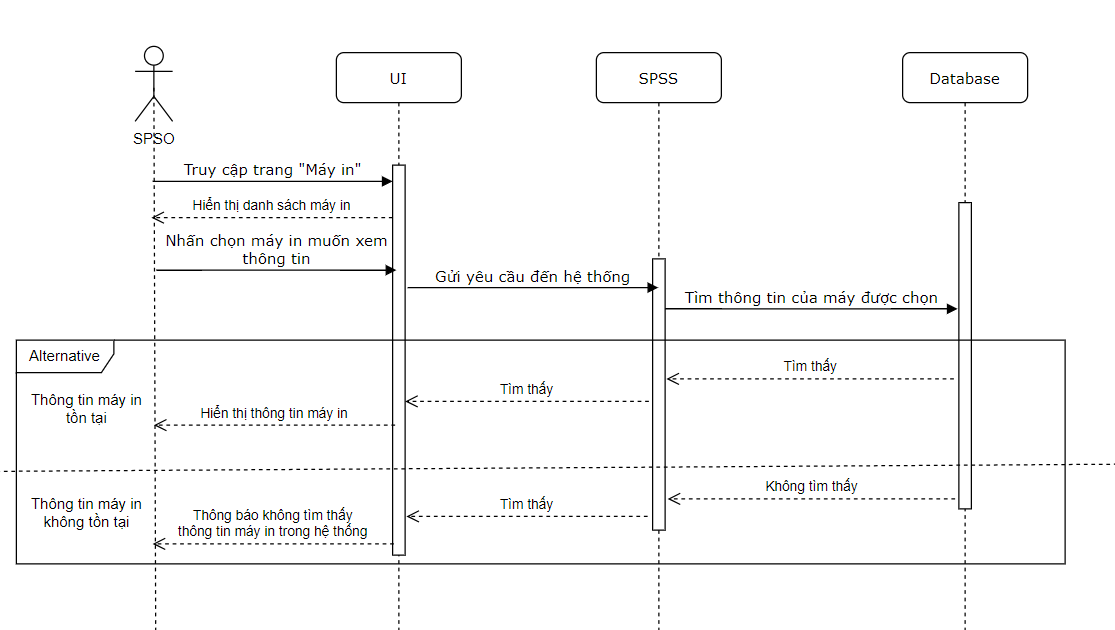 UI
SPSS
Database
SPSO
Truy cập trang "Máy in"
Hiển thị danh sách máy in
Nhấn chọn máy in muốn xem
thông tin
Gửi yêu cầu đến hệ thống
Tìm thông tin của máy được chọn
Alternative
Tìm thấy
Tìm thấy
Thông tin máy in
tồn tại
Hiển thị thông tin máy in
Không tìm thấy
Tìm thấy
Thông tin máy in
không tồn tại
Thông báo không tìm thấy
thông tin máy in trong hệ thống